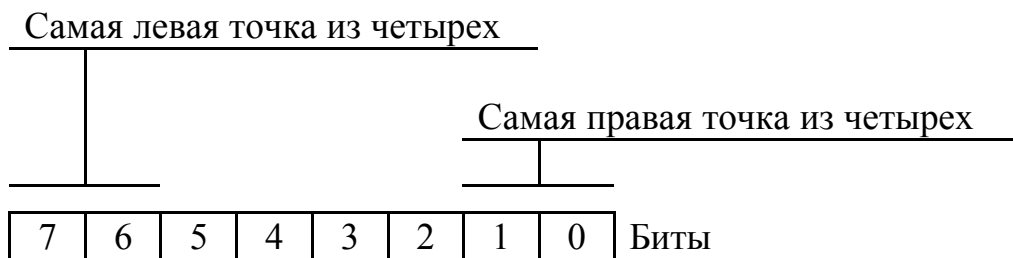 Самая левая точка из четырех
Самая правая точка из четырех
7 6 5 4 3 2 1 0 Биты